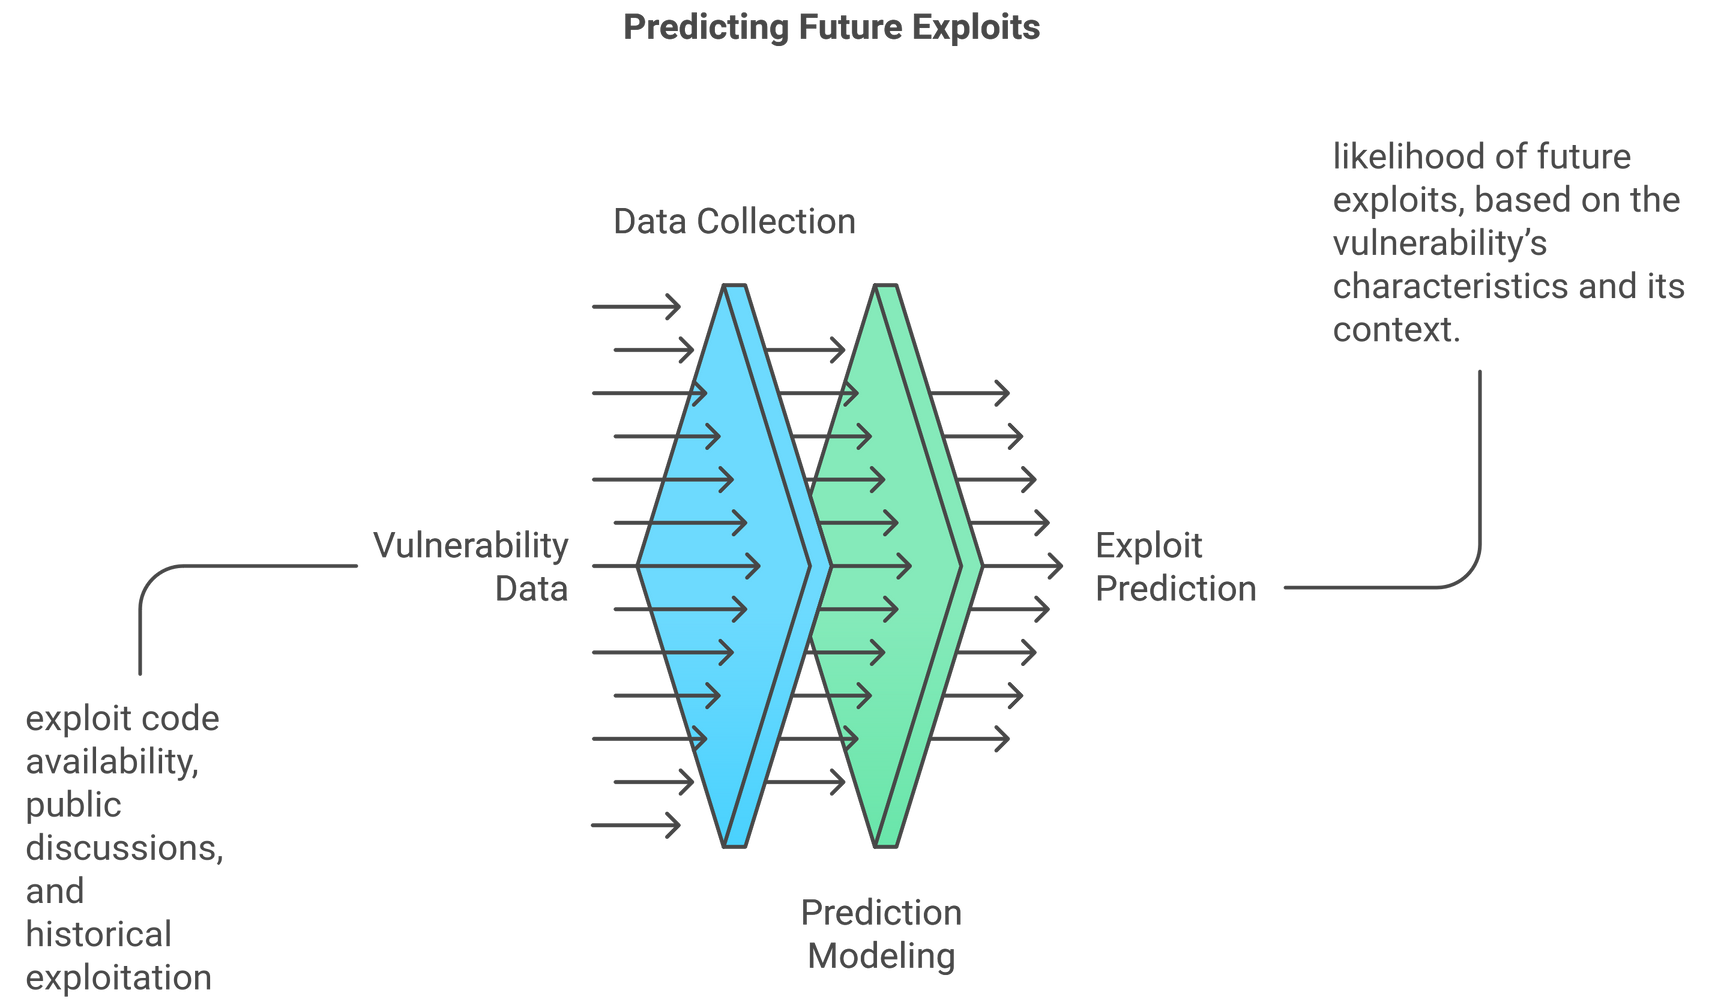 Predicting Future Exploits
likelihood of future
exploits, based on the
vulnerability’s
characteristics and its
context.
Data Collection
Vulnerability
Data
Exploit
Prediction
exploit code
availability,
public
discussions,
and
historical
exploitation
Prediction
Modeling